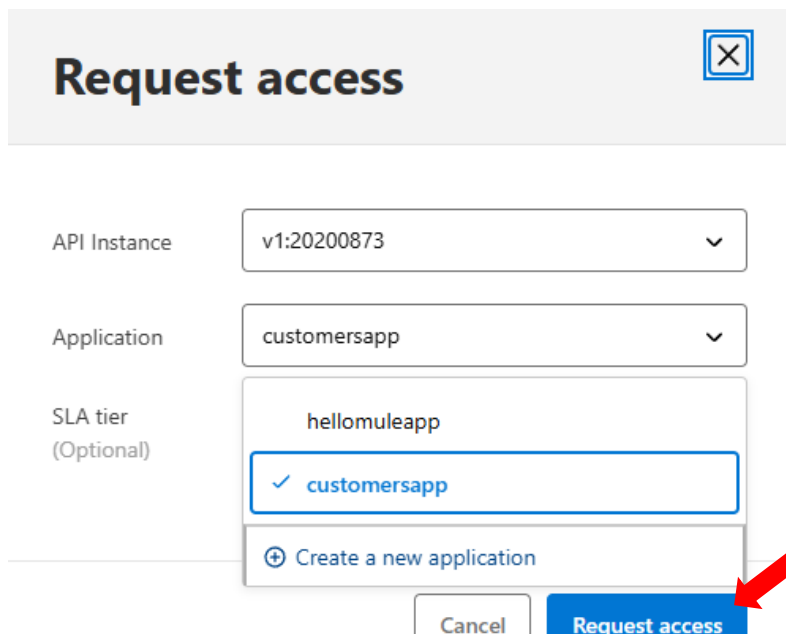 Request access
API Instance
v1:20200873
Application
customersapp
SLA tier
(Optional)
hellomuleapp
customersapp
Create a new application
Cancel
Request access